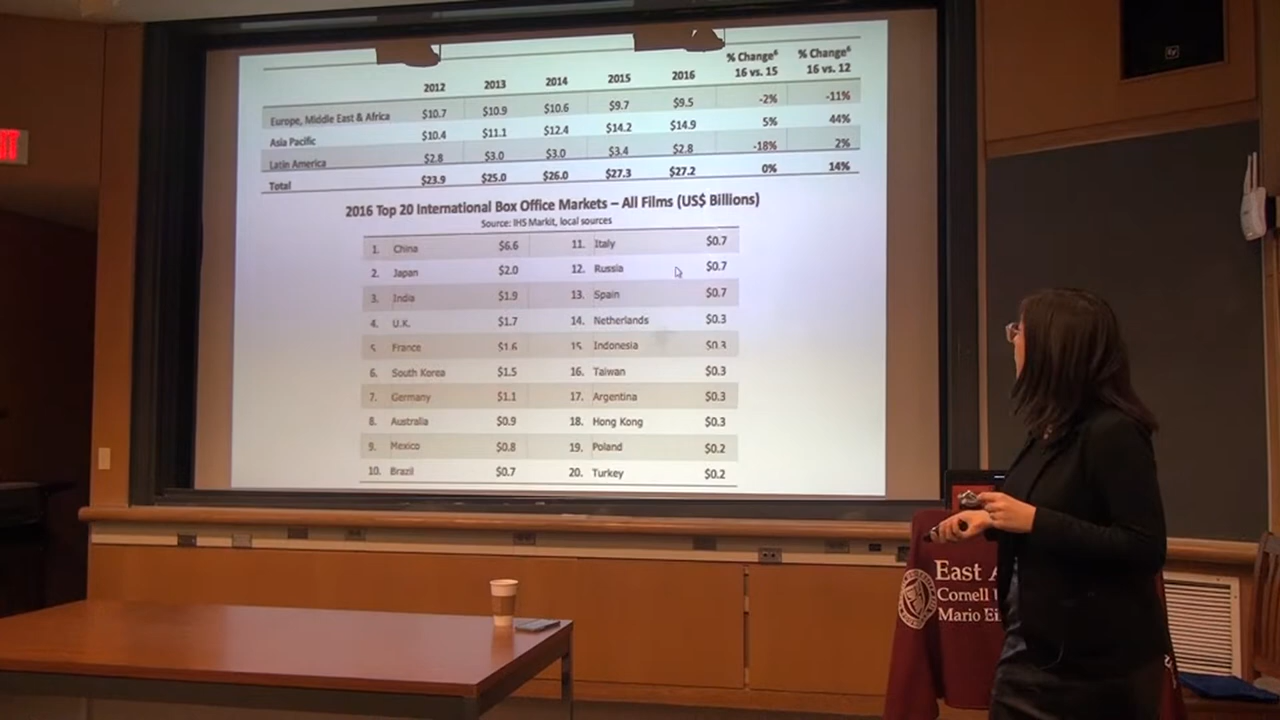 2012 2013 2014 2015 2016 % Change⁶ 16 vs. 15 % Change⁶ 16 vs. 12
Europe, Middle East & Africa $10.7 $10.9 $10.6 $9.7 $9.5 -2% -11%
Asia Pacific $10.4 $11.1 $12.4 $14.2 $14.9 5% 44%
Latin America $2.8 $3.0 $3.0 $3.4 $2.8 -18% 2%
Total $23.9 $25.0 $26.0 $27.3 $27.2 0% 14%
2016 Top 20 International Box Office Markets – All Films (US$ Billions)
Source: IHS Markit, local sources
1. China $6.6 11. Italy $0.7
2. Japan $2.0 12. Russia $0.7
3. India $1.9 13. Spain $0.7
4. U.K. $1.7 14. Netherlands $0.3
5 France $1.6 15. Indonesia $0.3
6. South Korea $1.5 16. Taiwan $0.3
7. Germany $1.1 17. Argentina $0.3
8. Australia $0.9 18. Hong Kong $0.3
9. Mexico $0.8 19. Poland $0.2
10. Brazil $0.7 20. Turkey $0.2
East A
Cornell
Mario Ei